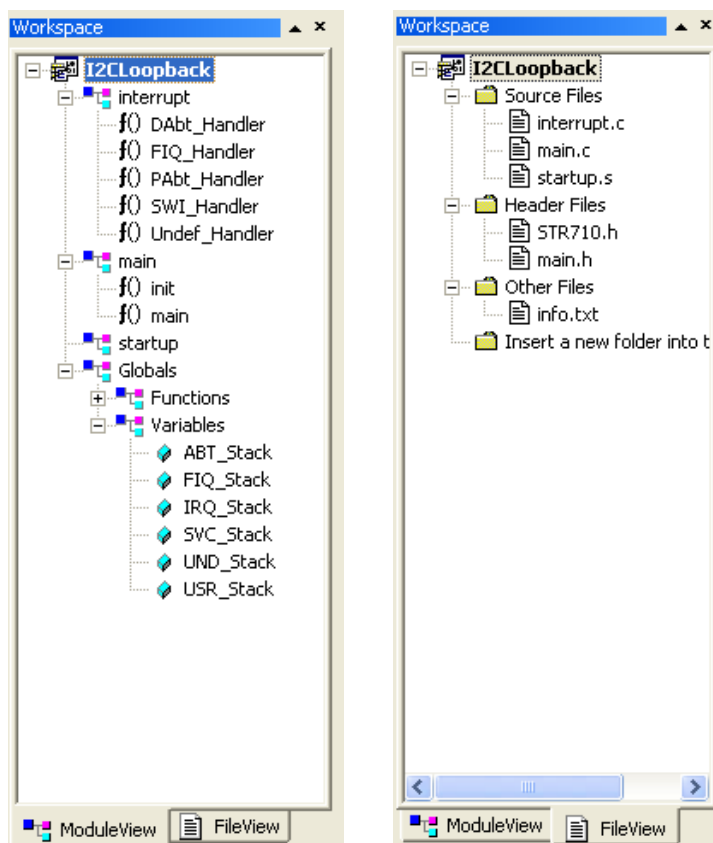 Workspace
I2CLoopback
interrupt
f() DAbt_Handler
f() FIQ_Handler
f() PAbt_Handler
f() SWI_Handler
f() Undef_Handler
main
f() init
f() main
startup
Globals
Functions
Variables
ABT_Stack
FIQ_Stack
IRQ_Stack
SVC_Stack
UND_Stack
USR_Stack
ModuleView FileView
Workspace
I2CLoopback
Source Files
interrupt.c
main.c
startup.s
Header Files
STR710.h
main.h
Other Files
info.txt
Insert a new folder into t
ModuleView FileView